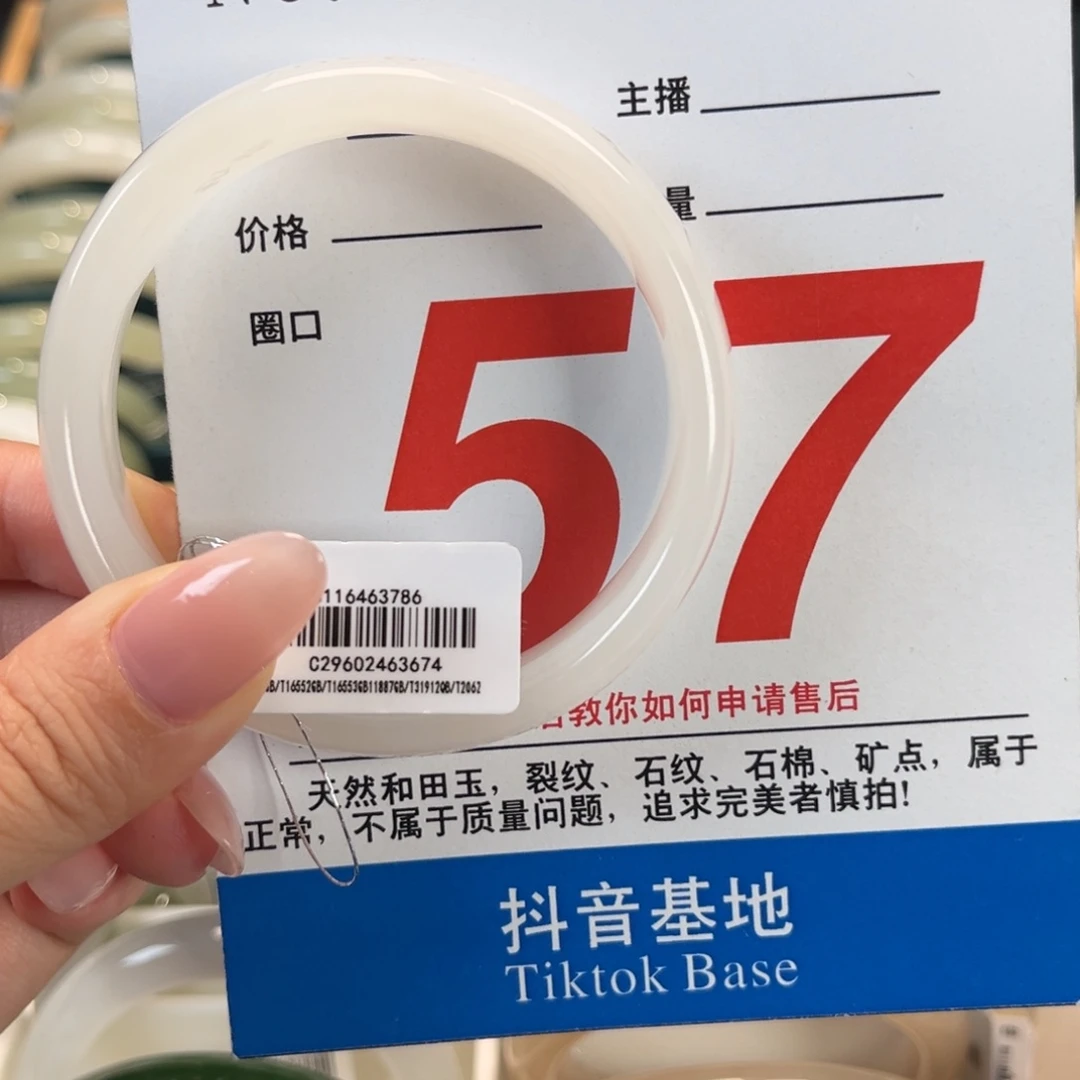 主播
价格
量
圈口
57
116463786
C29602463674
GB/T16552GB/T16553GB11887GB/T31912QB/T2062
教你如何申请售后
天然和田玉，裂纹、石纹、石棉、矿点，属于
正常，不属于质量问题，追求完美者慎拍!
抖音基地
Tiktok Base